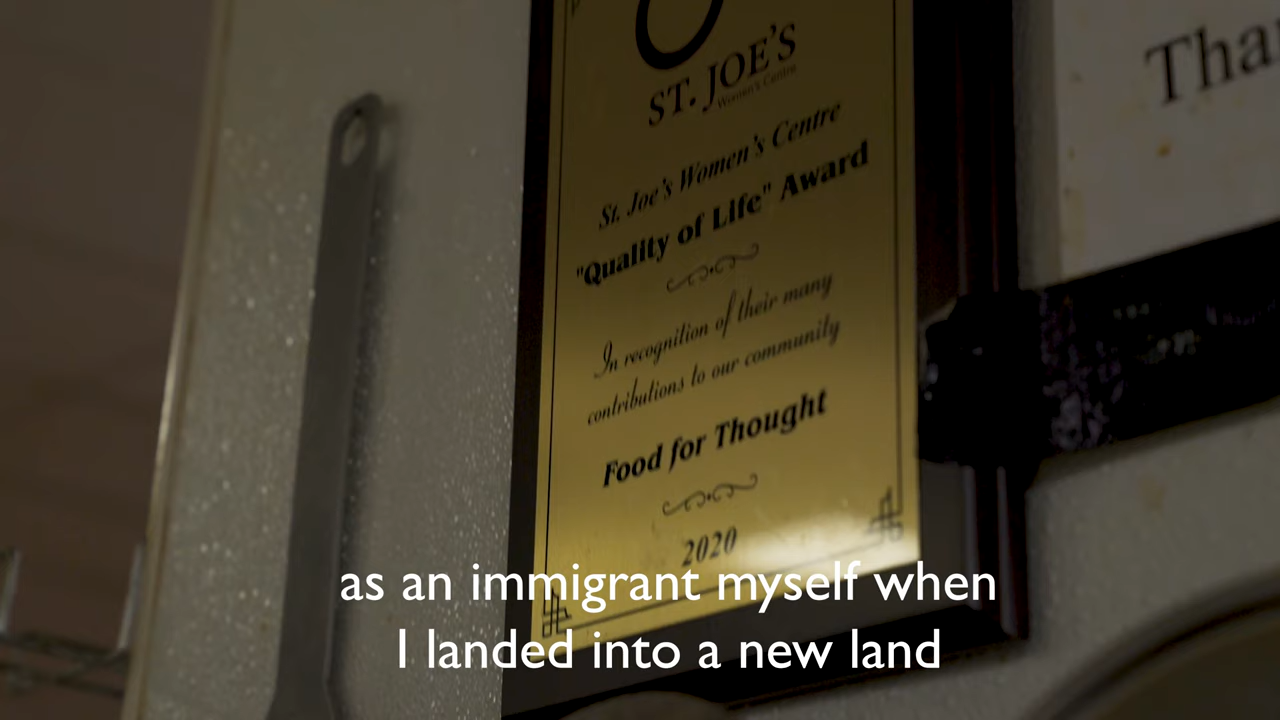 ST. JOE'S
Women's Centre
St. Joe's Women's Centre
"Quality of Life" Award
In recognition of their many
contributions to our community
Food for Thought
2020
as an immigrant myself when
I landed into a new land